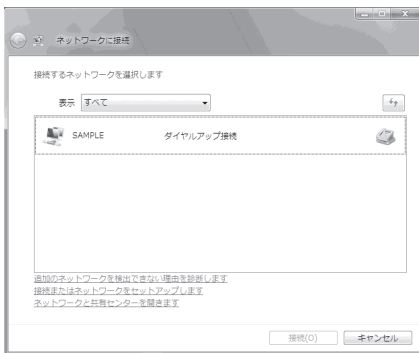 ネットワークに接続
接続するネットワークを選択します
表示 すべて
SAMPLE ダイヤルアップ接続
追加のネットワークを検出できない理由を診断します
接続またはネットワークをセットアップします
ネットワークと共有センターを開きます
接続(O) キャンセル